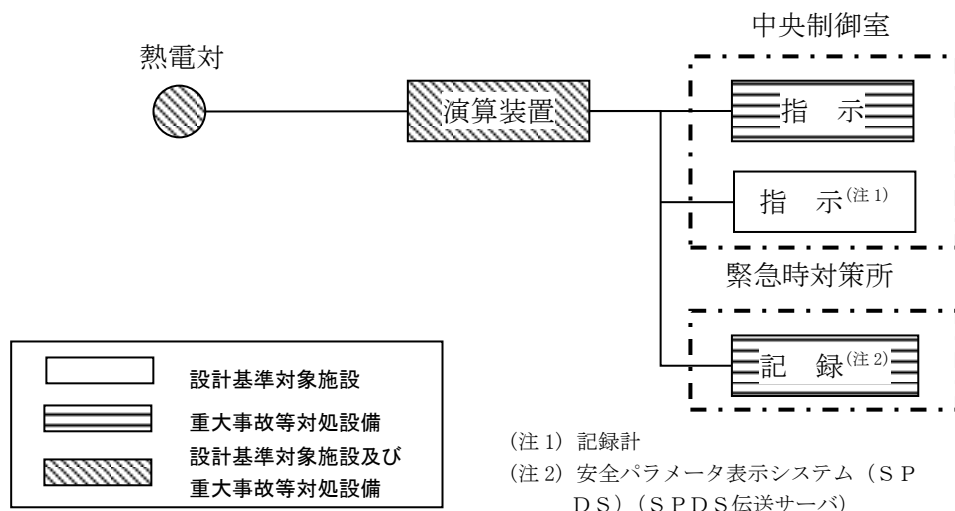 中央制御室
熱電対
演算装置
指　示
指　示(注1)
緊急時対策所
記　録(注2)
設計基準対象施設
重大事故等対処設備
設計基準対象施設及び
重大事故等対処設備
(注1) 記録計
(注2) 安全パラメータ表示システム（ＳＰ
ＤＳ）（ＳＰＤＳ伝送サーバ）